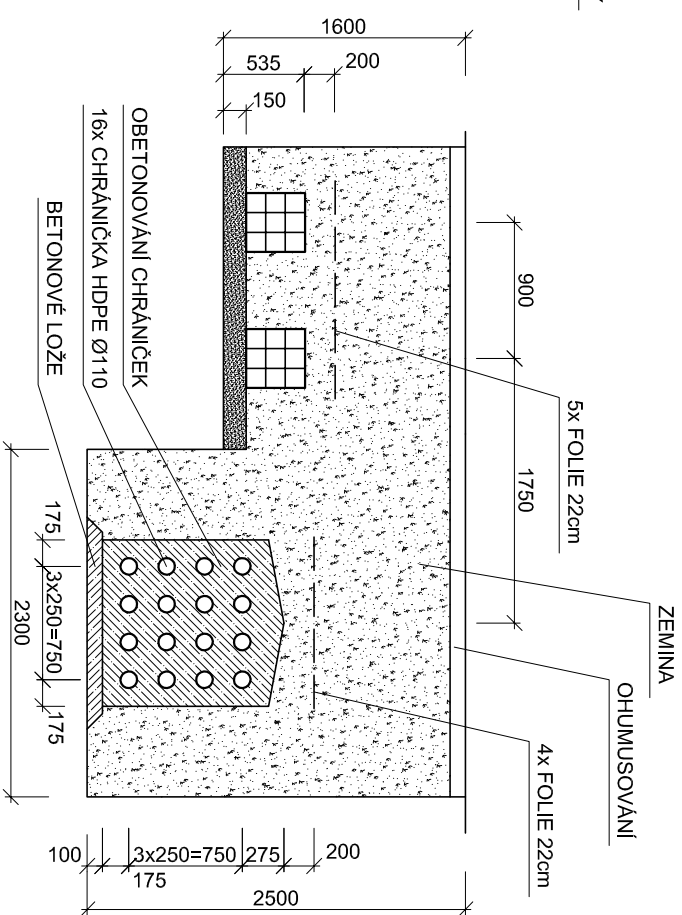 1600
535
200
150
OBETONOVÁNÍ CHRÁNIČEK
16x CHRÁNIČKA HDPE Ø110
BETONOVÉ LOŽE
900
1750
5x FOLIE 22cm
ZEMINA
OHUMUSOVÁNÍ
4x FOLIE 22cm
175
3x250=750
175
2300
100
175
3x250=750
275
200
2500